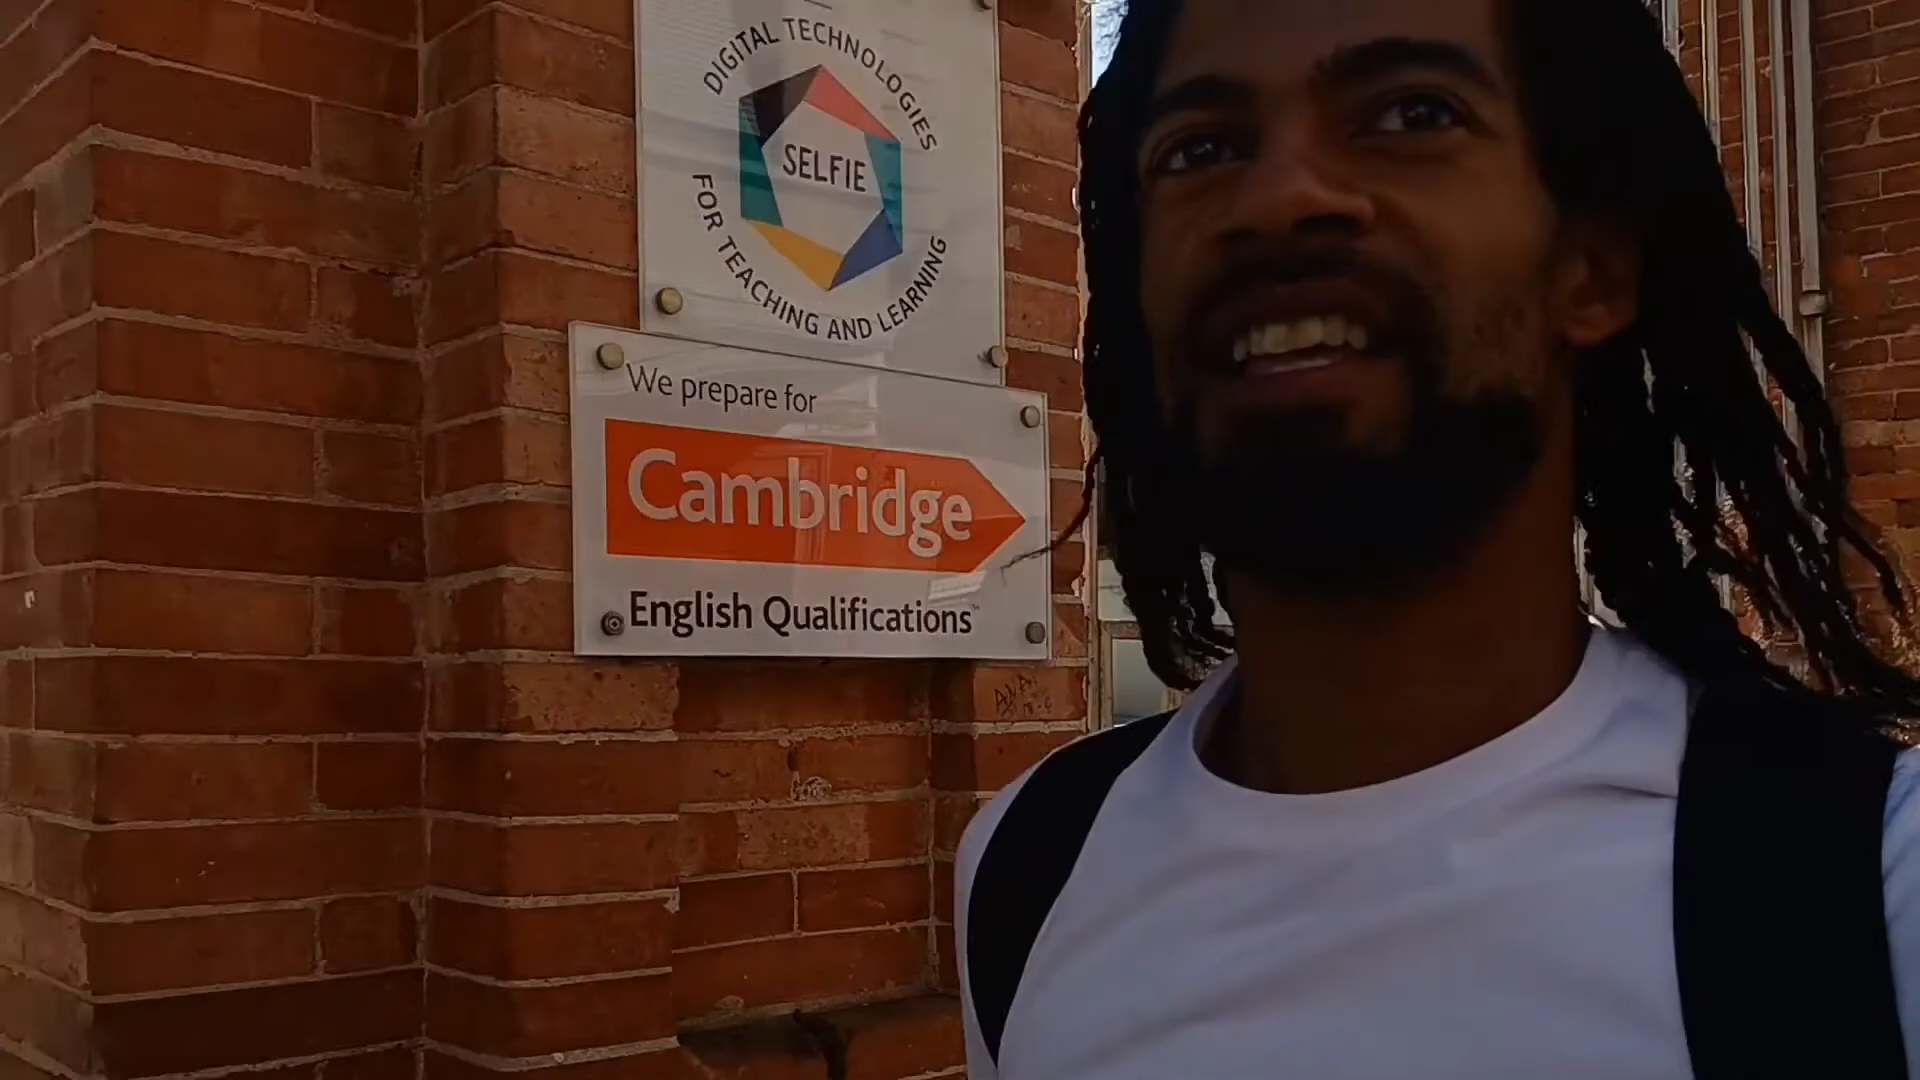 DIGITAL TECHNOLOGIES
SELFIE
FOR TEACHING AND LEARNING
We prepare for
Cambridge
English Qualifications